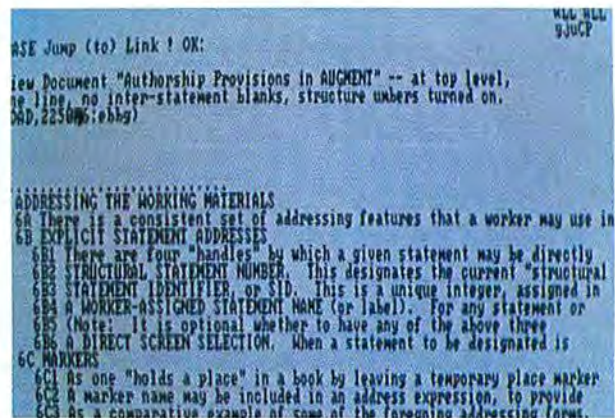 ALL ALL
gjuCP
ASE Jump (to) Link ! OK:
iew Document "Authorship Provisions in AUGMENT" -- at top level,
ne line, no inter-statement blanks, structure umbers turned on.
ADDRESSING THE WORKING MATERIALS
6A There is a consistent set of addressing features that a worker may use in
6B EXPLICIT STATEMENT ADDRESSES
6B1 There are four "handles" by which a given statement may be directly
6B2 STRUCTURAL STATEMENT NUMBER. This designates the current "structural
6B3 STATEMENT IDENTIFIER, or SID. This is a unique integer, assigned in
6B4 A WORKER-ASSIGNED STATEMENT NAME (or label). For any statement or
6B5 (Note: It is optional whether to have any of the above three
6B6 A DIRECT SCREEN SELECTION. When a statement to be designated is
6C MARKERS
6C1 As one "holds a place" in a book by leaving a temporary place marker
6C2 A marker name may be included in an address expression, to provide
6C3 As a comparative example of some of the foregoing addressing forms,